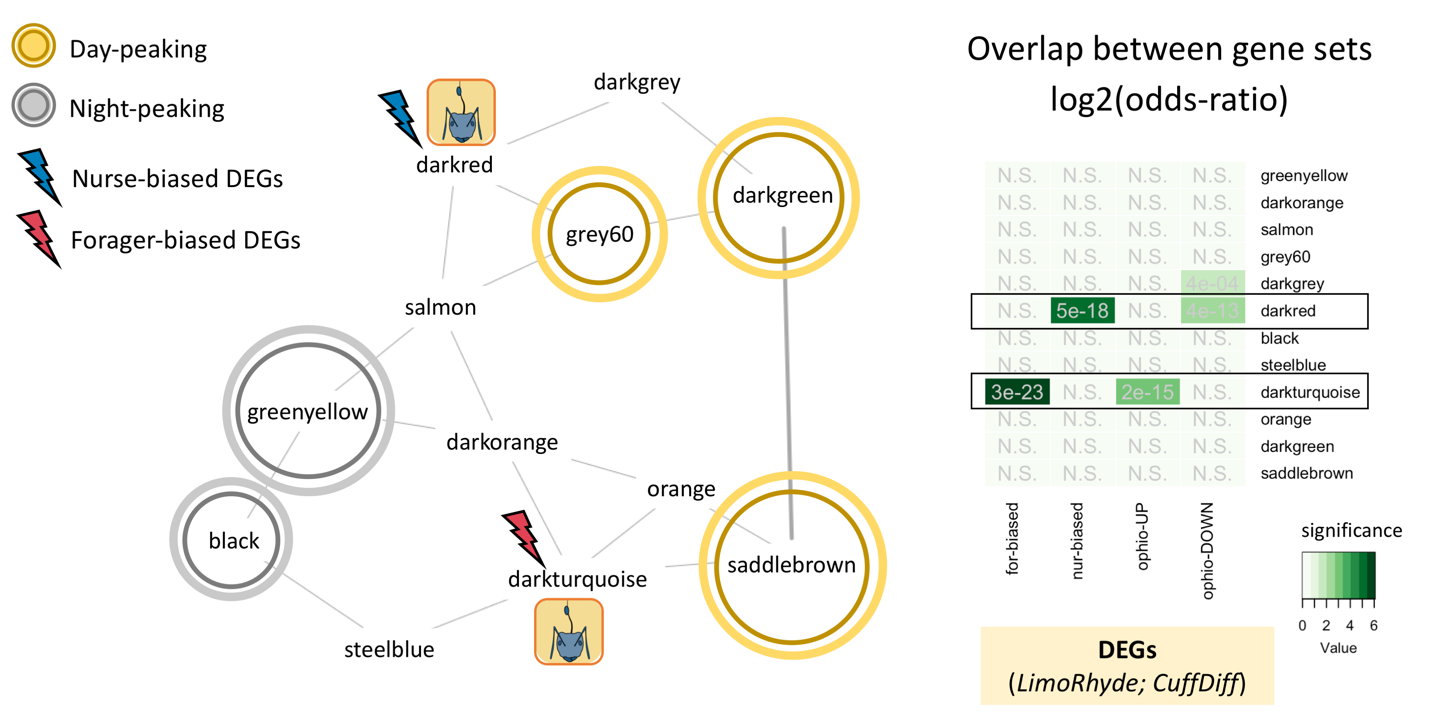 Day-peaking
Night-peaking
Nurse-biased DEGs
Forager-biased DEGs
darkgrey
darkred
darkgreen
grey60
salmon
greenyellow
darkorange
orange
black
saddlebrown
darkturquoise
steelblue
Overlap between gene sets
log2(odds-ratio)
N.S. N.S. N.S. N.S. greenyellow
N.S. N.S. N.S. N.S. darkorange
N.S. N.S. N.S. N.S. salmon
N.S. N.S. N.S. N.S. grey60
N.S. N.S. N.S. 4e-04 darkgrey
N.S. 5e-18 N.S. 4e-13 darkred
N.S. N.S. N.S. N.S. black
N.S. N.S. N.S. N.S. steelblue
3e-23 N.S. 2e-15 N.S. darkturquoise
N.S. N.S. N.S. N.S. orange
N.S. N.S. N.S. N.S. darkgreen
N.S. N.S. N.S. N.S. saddlebrown
for-biased
nur-biased
ophio-UP
ophio-DOWN
significance
0 2 4 6
Value
DEGs
(LimoRhyde; CuffDiff)